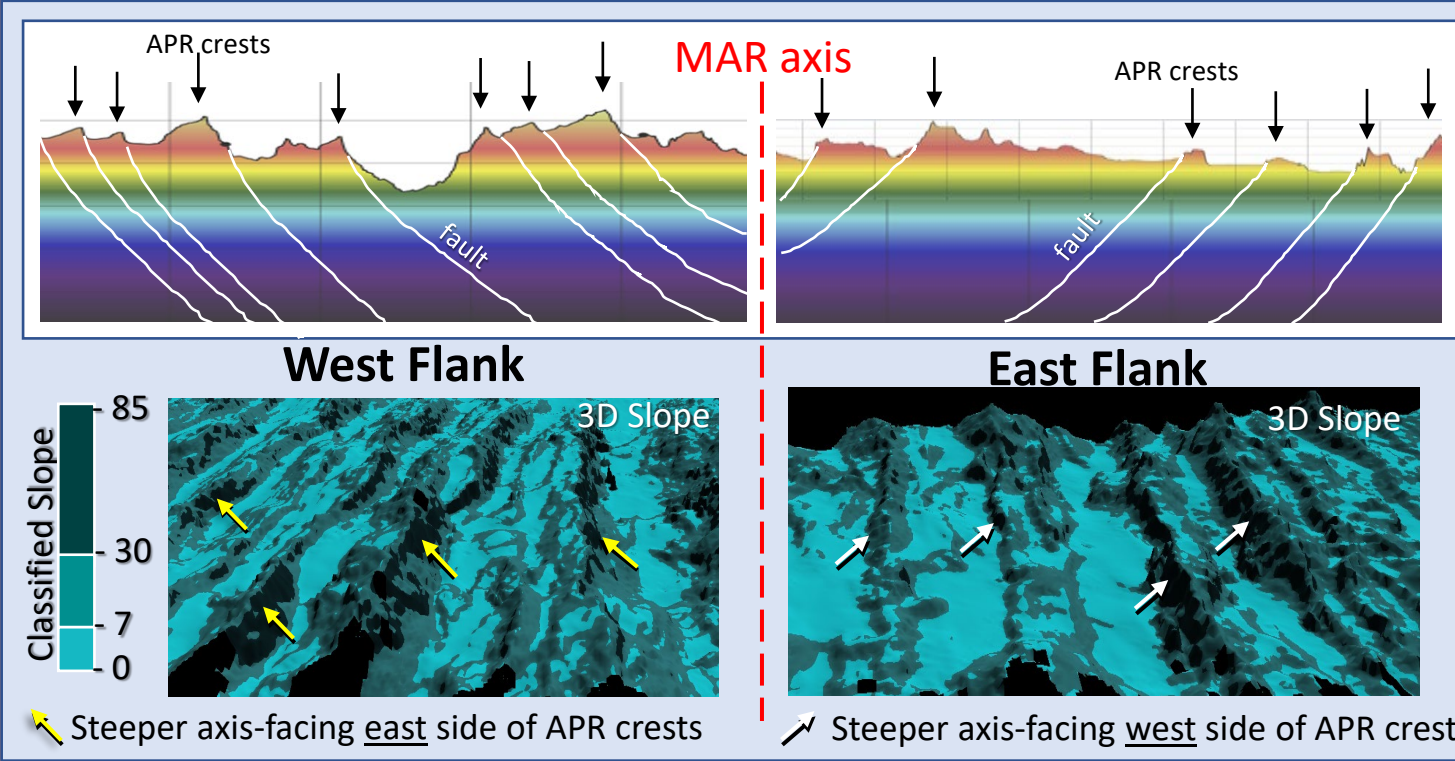 APR crests
MAR axis
APR crests
fault
fault
West Flank
East Flank
Classified Slope
85
30
7
0
3D Slope
3D Slope
Steeper axis-facing east side of APR crests
Steeper axis-facing west side of APR crest